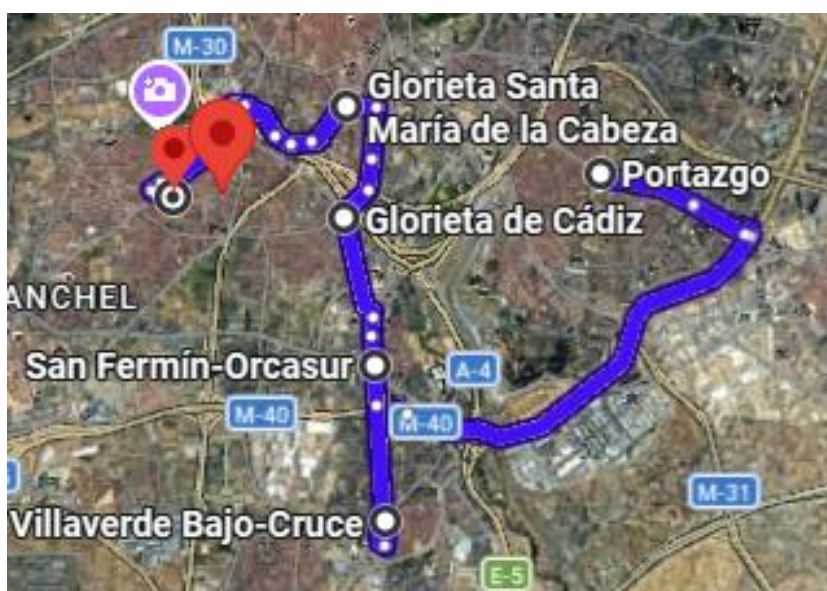 M-30
Glorieta Santa
María de la Cabeza
Portazgo
Glorieta de Cádiz
ANCHEL
San Fermín-Orcasur
A-4
M-40
M-40
M-31
Villaverde Bajo-Cruce
E-5